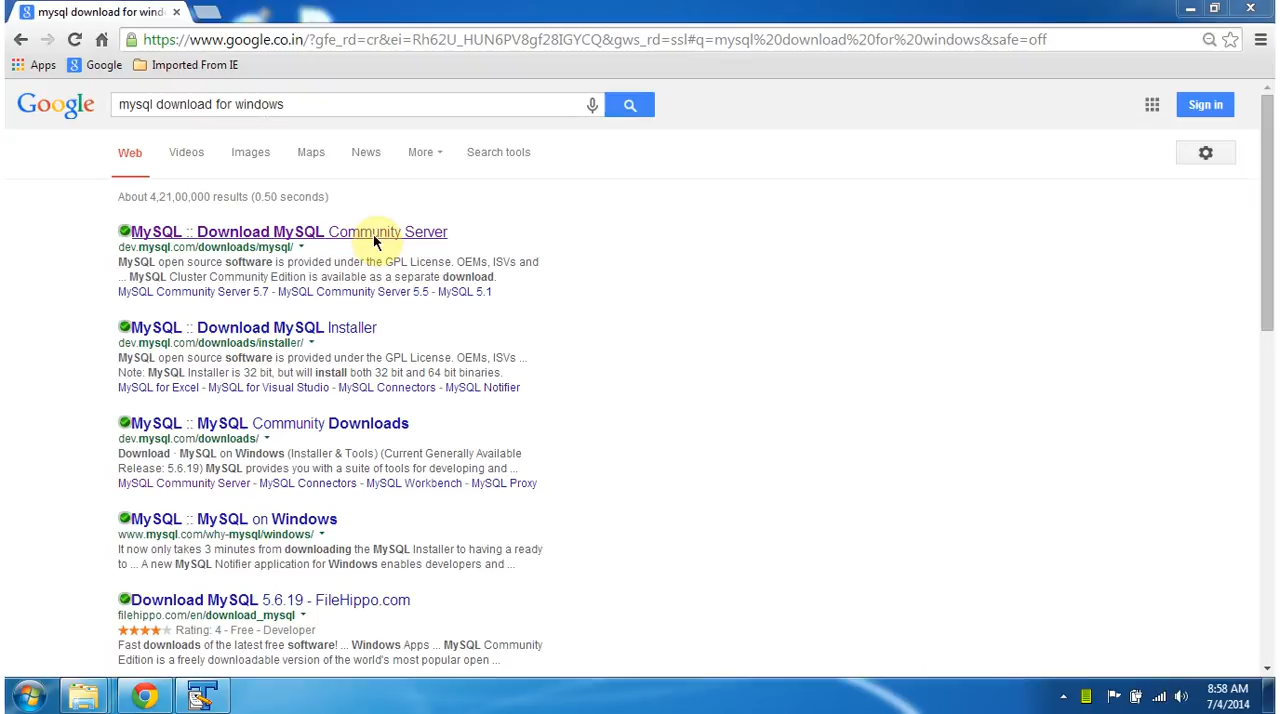 mysql download for wind
https://www.google.co.in/?gfe_rd=cr&ei=Rh62U_HUN6PV8gf28IGYCQ&gws_rd=ssl#q=mysql%20download%20for%20windows&safe=off
Apps Google Imported From IE
Google mysql download for windows Sign in
Web Videos Images Maps News More Search tools
About 4,21,00,000 results (0.50 seconds)
MySQL :: Download MySQL Community Server
dev.mysql.com/downloads/mysql/
MySQL open source software is provided under the GPL License. OEMs, ISVs and
... MySQL Cluster Community Edition is available as a separate download.
MySQL Community Server 5.7 - MySQL Community Server 5.5 - MySQL 5.1
MySQL :: Download MySQL Installer
dev.mysql.com/downloads/installer/
MySQL open source software is provided under the GPL License. OEMs, ISVs ...
Note: MySQL Installer is 32 bit, but will install both 32 bit and 64 bit binaries.
MySQL for Excel - MySQL for Visual Studio - MySQL Connectors - MySQL Notifier
MySQL :: MySQL Community Downloads
dev.mysql.com/downloads/
Download · MySQL on Windows (Installer & Tools) (Current Generally Available
Release: 5.6.19) MySQL provides you with a suite of tools for developing and ...
MySQL Community Server - MySQL Connectors - MySQL Workbench - MySQL Proxy
MySQL :: MySQL on Windows
www.mysql.com/why-mysql/windows/
It now only takes 3 minutes from downloading the MySQL Installer to having a ready
to ... A new MySQL Notifier application for Windows enables developers and ...
Download MySQL 5.6.19 - FileHippo.com
filehippo.com/en/download_mysql
Rating: 4 - Free - Developer
Fast downloads of the latest free software! ... Windows Apps ... MySQL Community
Edition is a freely downloadable version of the world's most popular open ...
8:58 AM
7/4/2014